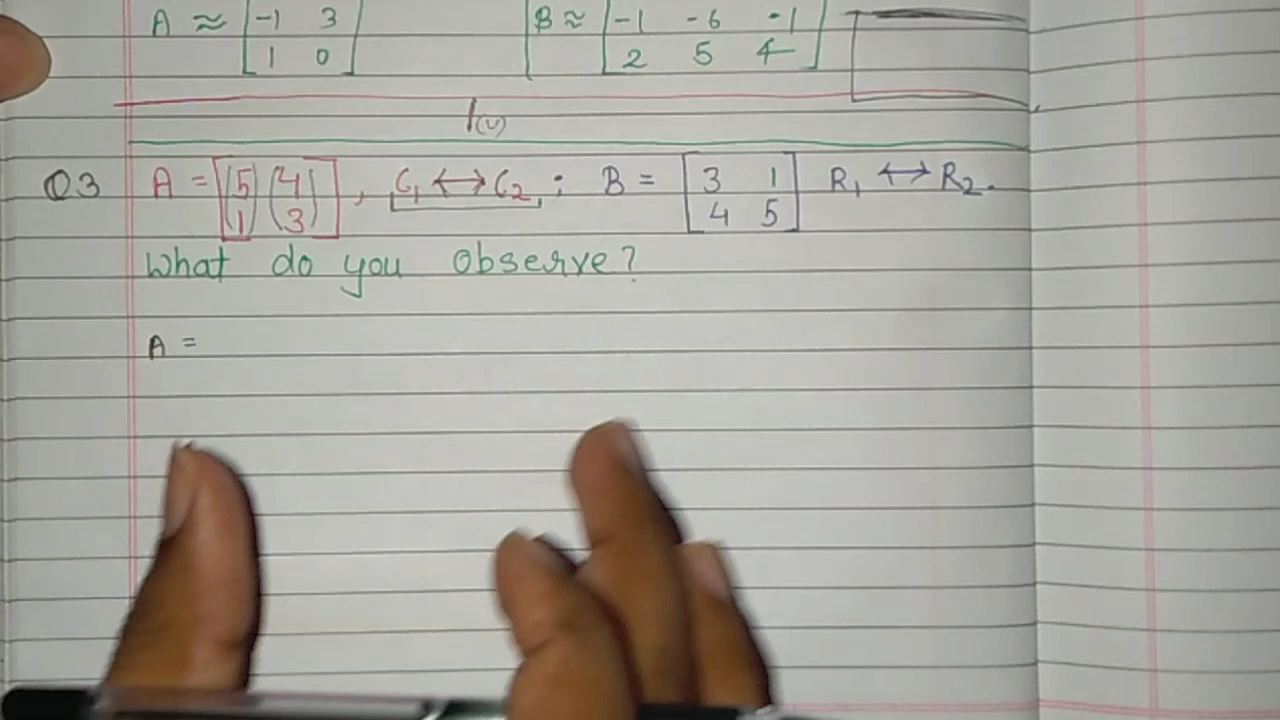 A ≈ [-1 3 B ≈ [-1 -6 -1
1 0] 2 5 4]
1(v)
Q3 A = [5 4 , C₁ ↔ C₂ ; B = [3 1 R₁ ↔ R₂.
1 3] 4 5]
What do you observe?
A =